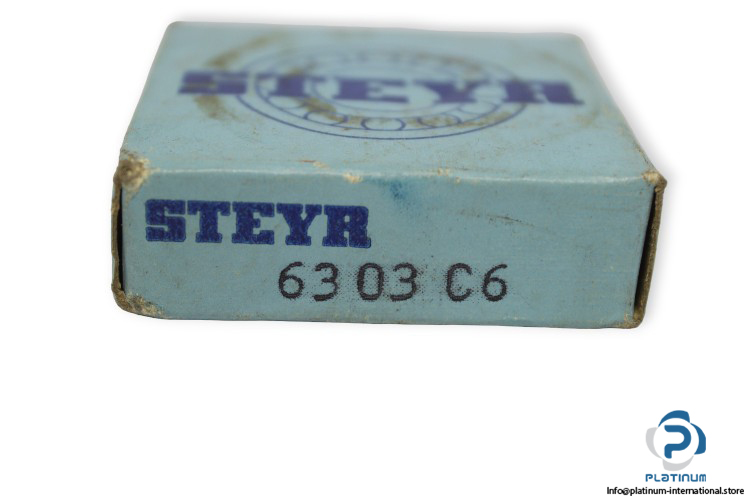 STEYR
STEYR
6303 C6
PLATINUM
Info@platinum-international.store